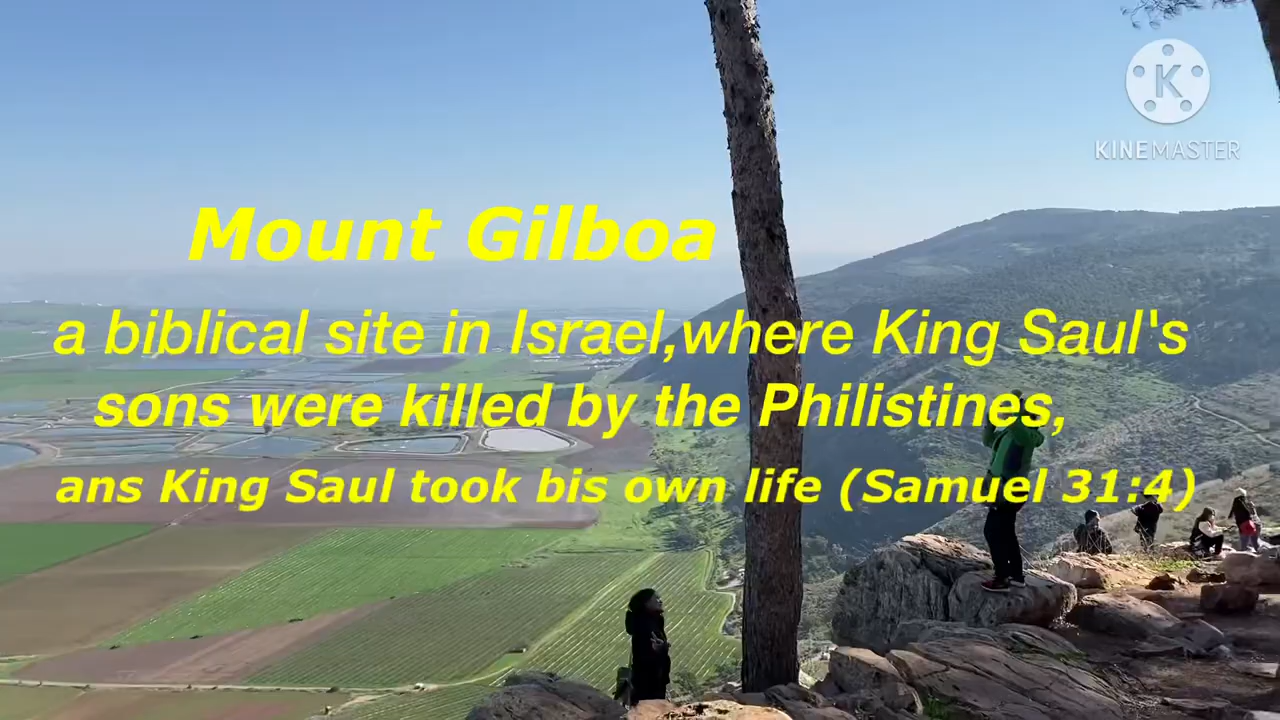 K
KINEMASTER
Mount Gilboa
a biblical site in Israel,where King Saul's
sons were killed by the Philistines,
ans King Saul took bis own life (Samuel 31:4)